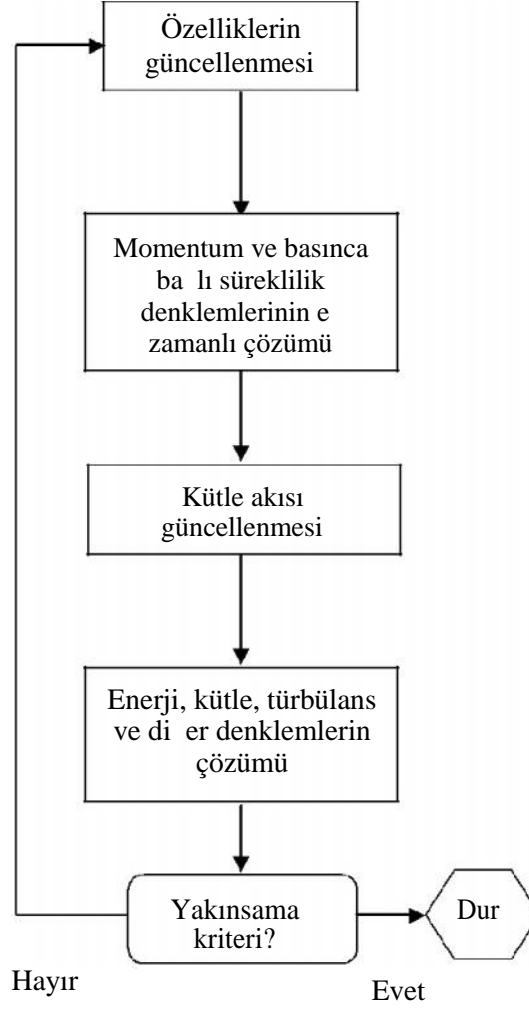 Özelliklerin
güncellenmesi
Momentum ve basınca
ba lı süreklilik
denklemlerinin e
zamanlı çözümü
Kütle akısı
güncellenmesi
Enerji, kütle, türbülans
ve di er denklemlerin
çözümü
Yakınsama
kriteri?
Dur
Hayır
Evet